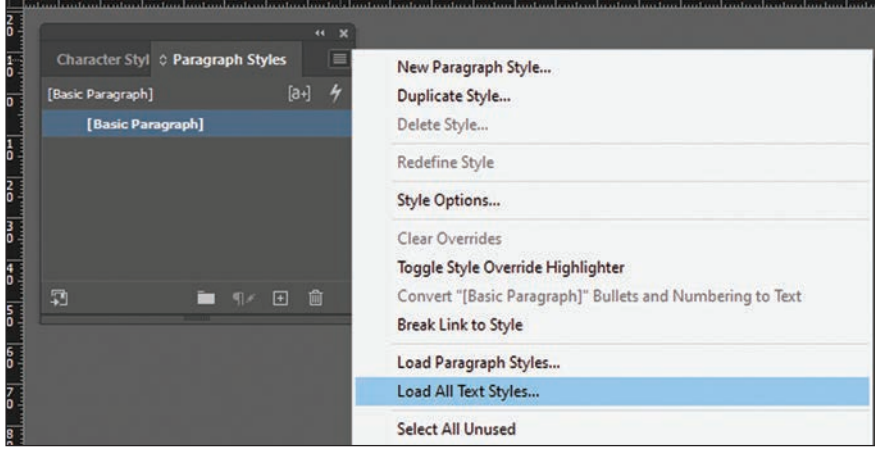 Character Styl Paragraph Styles
[Basic Paragraph] [a+]
[Basic Paragraph]
New Paragraph Style...
Duplicate Style...
Delete Style...
Redefine Style
Style Options...
Clear Overrides
Toggle Style Override Highlighter
Convert "[Basic Paragraph]" Bullets and Numbering to Text
Break Link to Style
Load Paragraph Styles...
Load All Text Styles...
Select All Unused